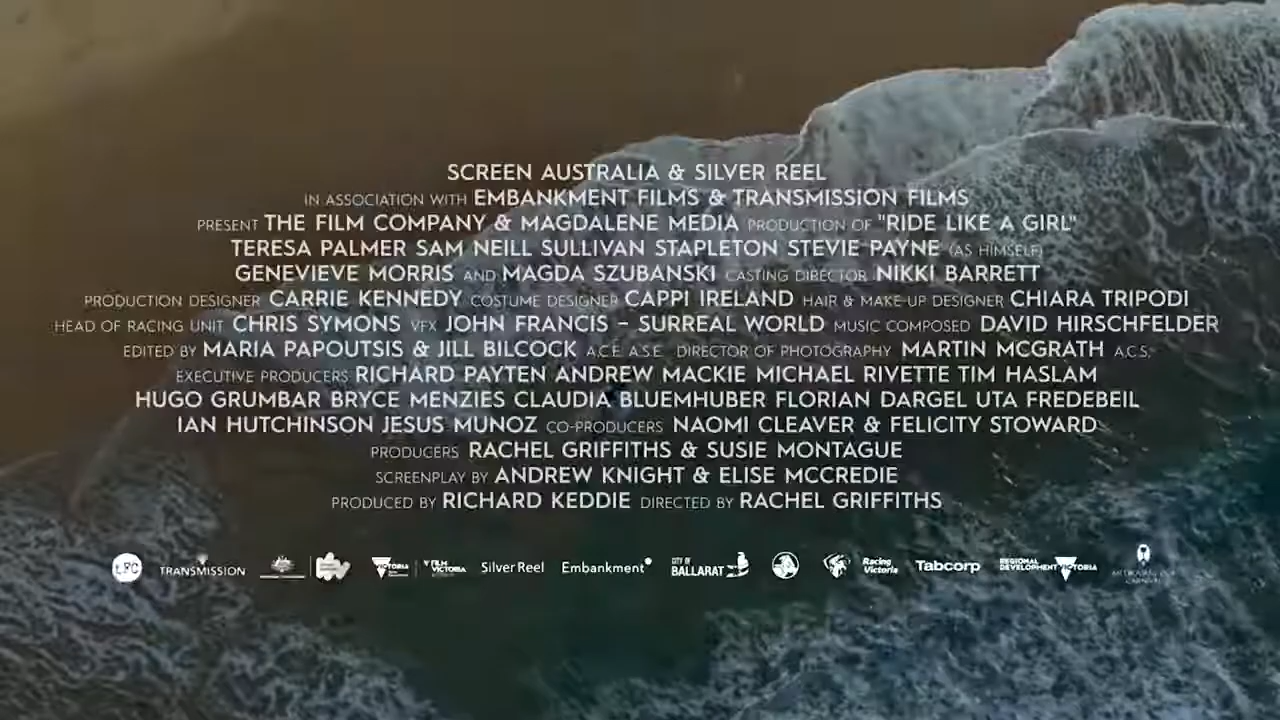 SCREEN AUSTRALIA & SILVER REEL
IN ASSOCIATION WITH EMBANKMENT FILMS & TRANSMISSION FILMS
PRESENT THE FILM COMPANY & MAGDALENE MEDIA PRODUCTION OF "RIDE LIKE A GIRL"
TERESA PALMER SAM NEILL SULLIVAN STAPLETON STEVIE PAYNE (AS HIMSELF)
GENEVIEVE MORRIS AND MAGDA SZUBANSKI CASTING DIRECTOR NIKKI BARRETT
PRODUCTION DESIGNER CARRIE KENNEDY COSTUME DESIGNER CAPPI IRELAND HAIR & MAKE-UP DESIGNER CHIARA TRIPODI
HEAD OF RACING UNIT CHRIS SYMONS VFX JOHN FRANCIS – SURREAL WORLD MUSIC COMPOSED DAVID HIRSCHFELDER
EDITED BY MARIA PAPOUTSIS & JILL BILCOCK A.C.E. A.S.E. DIRECTOR OF PHOTOGRAPHY MARTIN MCGRATH A.C.S.
EXECUTIVE PRODUCERS RICHARD PAYTEN ANDREW MACKIE MICHAEL RIVETTE TIM HASLAM
HUGO GRUMBAR BRYCE MENZIES CLAUDIA BLUEMHUBER FLORIAN DARGEL UTA FREDEBEIL
IAN HUTCHINSON JESUS MUNOZ CO-PRODUCERS NAOMI CLEAVER & FELICITY STOWARD
PRODUCERS RACHEL GRIFFITHS & SUSIE MONTAGUE
SCREENPLAY BY ANDREW KNIGHT & ELISE MCCREDIE
PRODUCED BY RICHARD KEDDIE DIRECTED BY RACHEL GRIFFITHS
TRANSMISSION VICTORIA FILM VICTORIA Silver Reel Embankment CITY OF BALLARAT Racing Victoria Tabcorp REGIONAL DEVELOPMENT VICTORIA